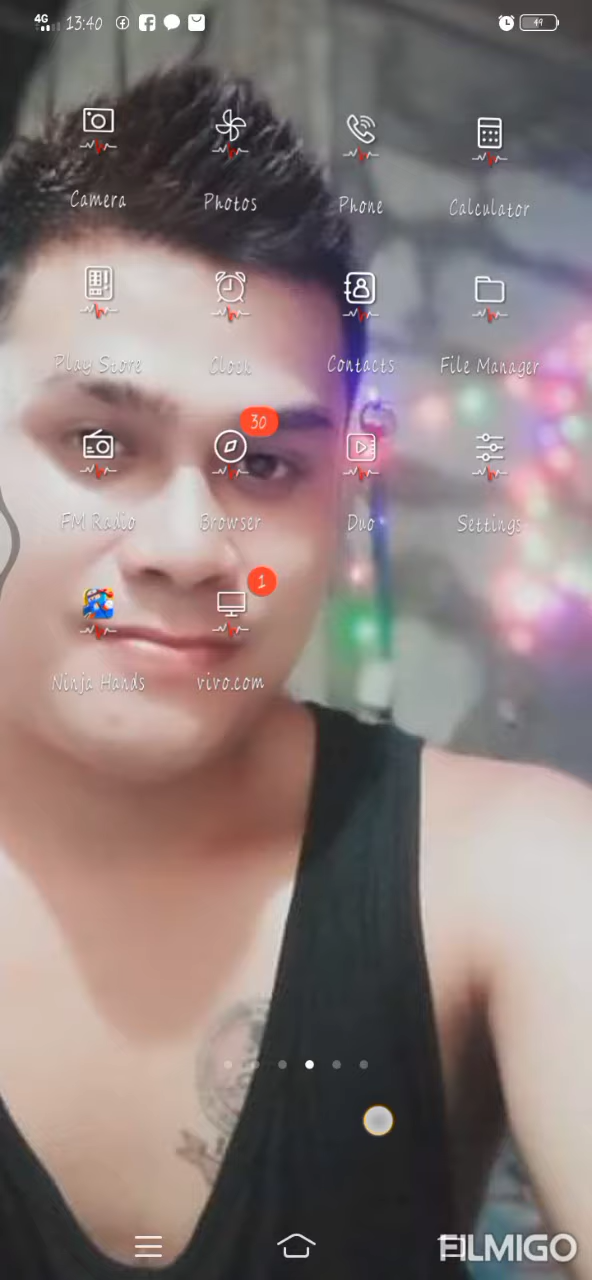 4G 13:40 49
Camera Photos Phone Calculator
Play Store Clock Contacts File Manager
30
FM Radio Browser Duo Settings
1
Ninja Hands vivo.com
FILMIGO